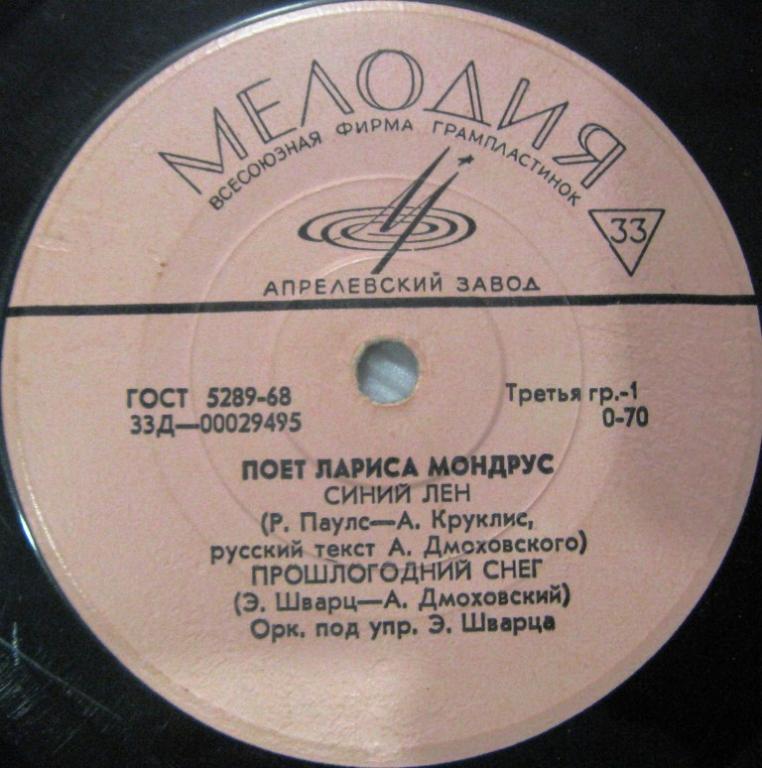 МЕЛОДИЯ
ВСЕСОЮЗНАЯ ФИРМА ГРАМПЛАСТИНОК
33
АПРЕЛЕВСКИЙ ЗАВОД
ГОСТ 5289-68
Третья гр.-1
33Д—00029495
0-70
ПОЕТ ЛАРИСА МОНДРУС
СИНИЙ ЛЕН
(Р. Паулс—А. Круклис,
русский текст А. Дмоховского)
ПРОШЛОГОДНИЙ СНЕГ
(Э. Шварц—А. Дмоховский)
Орк. под упр. Э. Шварца